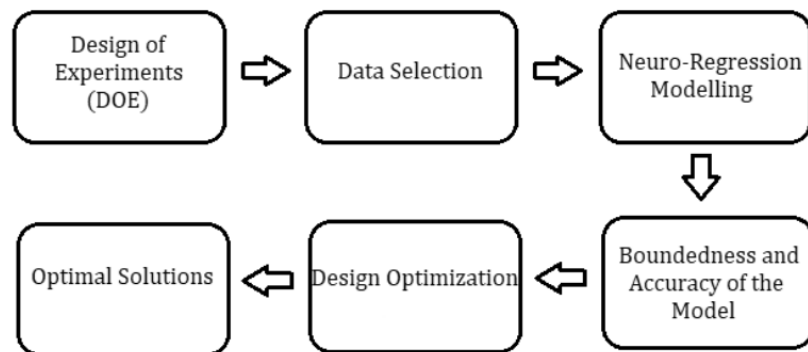 Design of
Experiments
(DOE)
Data Selection
Neuro-Regression
Modelling
Boundedness and
Accuracy of the
Model
Design Optimization
Optimal Solutions